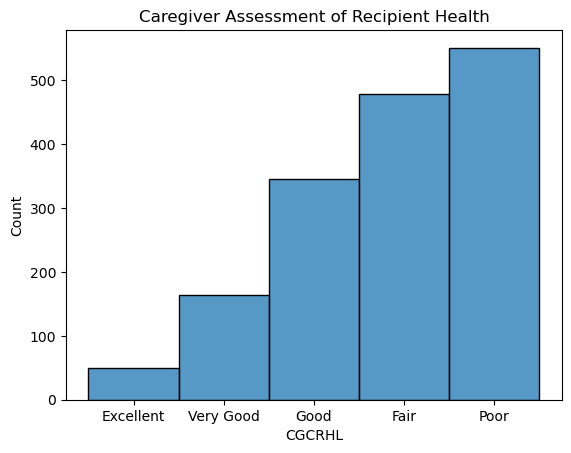 Caregiver Assessment of Recipient Health
Count
500
400
300
200
100
0
Excellent Very Good Good Fair Poor
CGCRHL